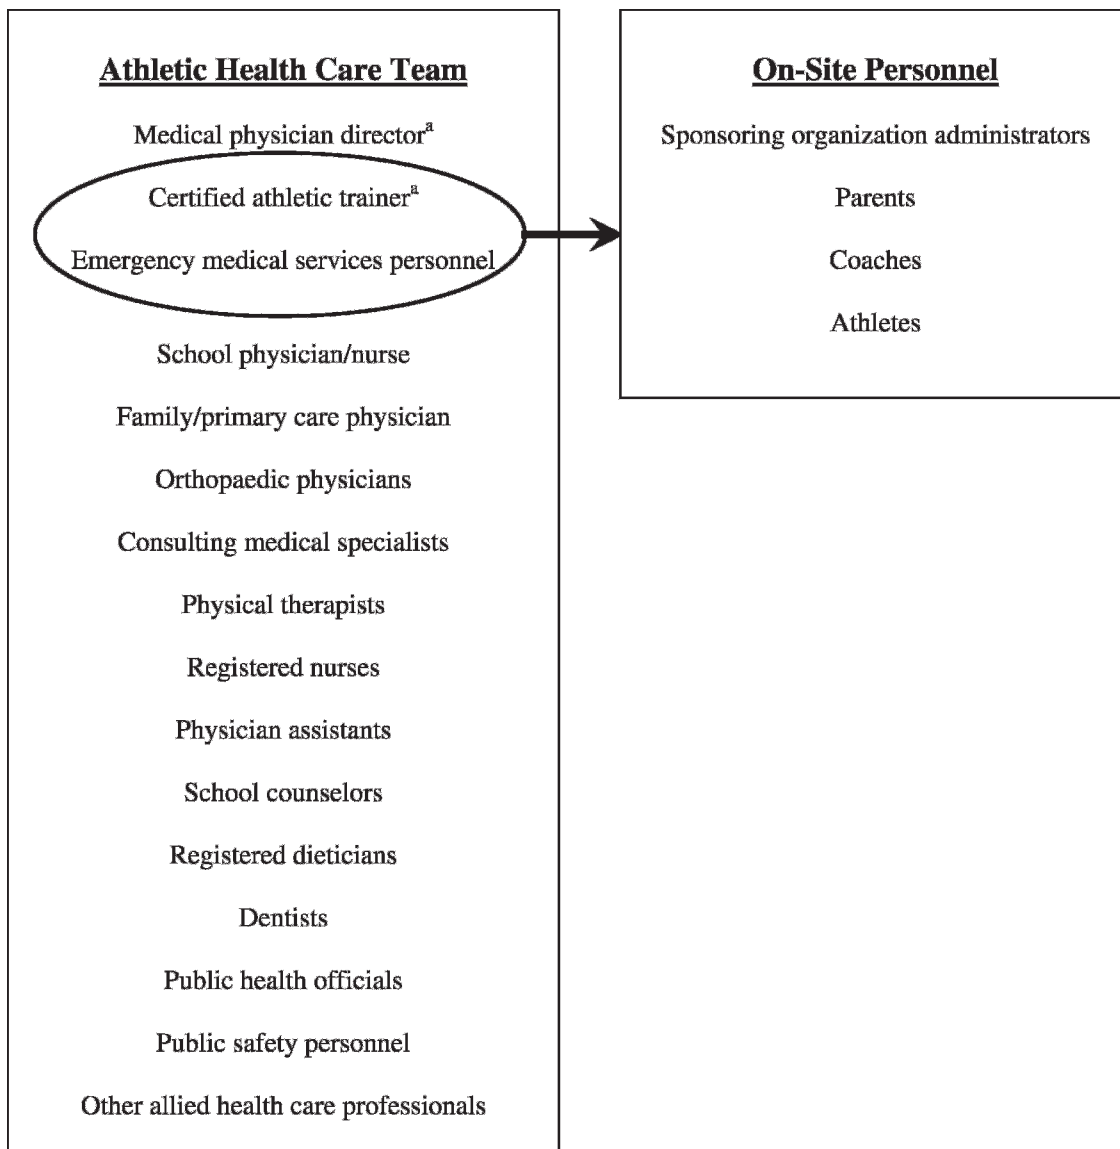 Athletic Health Care Team
Medical physician directorᵃ
Certified athletic trainerᵃ
Emergency medical services personnel
School physician/nurse
Family/primary care physician
Orthopaedic physicians
Consulting medical specialists
Physical therapists
Registered nurses
Physician assistants
School counselors
Registered dieticians
Dentists
Public health officials
Public safety personnel
Other allied health care professionals
On-Site Personnel
Sponsoring organization administrators
Parents
Coaches
Athletes